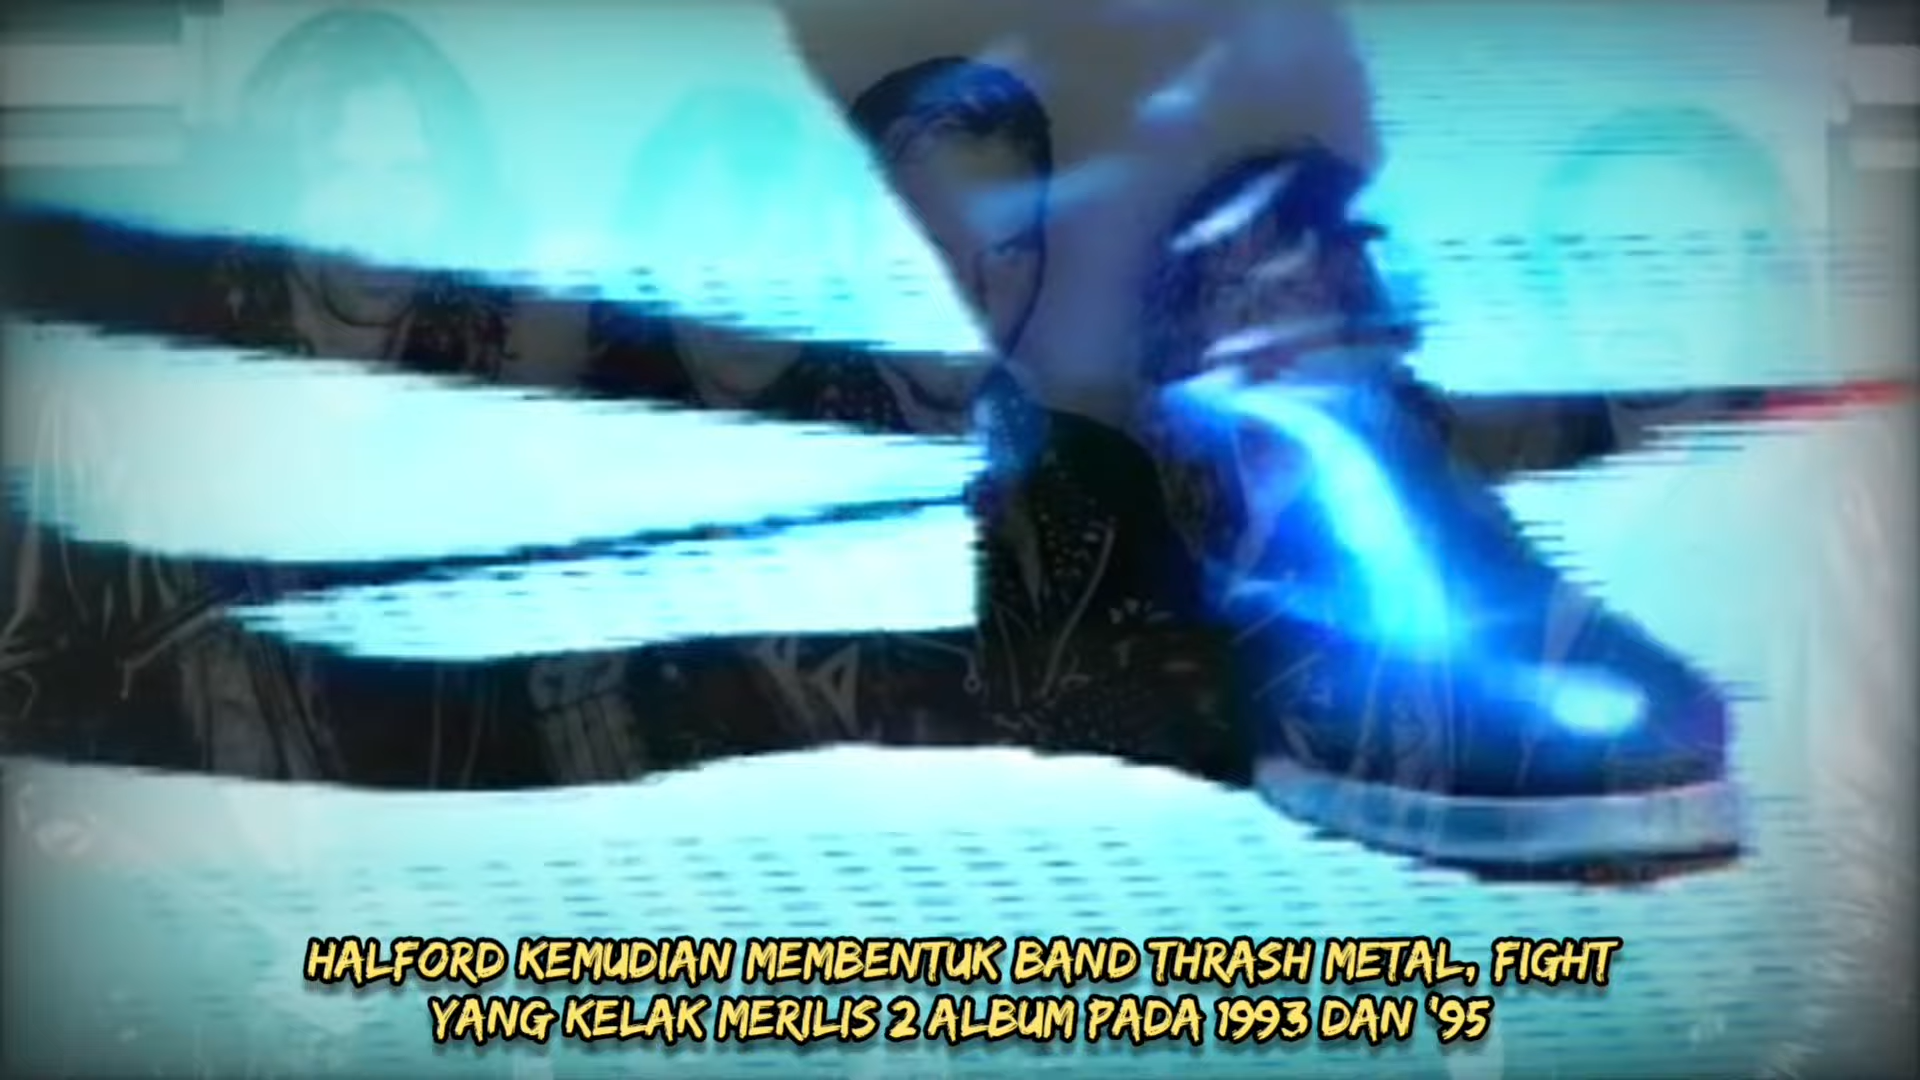 HALFORD KEMUDIAN MEMBENTUK BAND THRASH METAL, FIGHT
YANG KELAK MERILIS 2 ALBUM PADA 1993 DAN '95